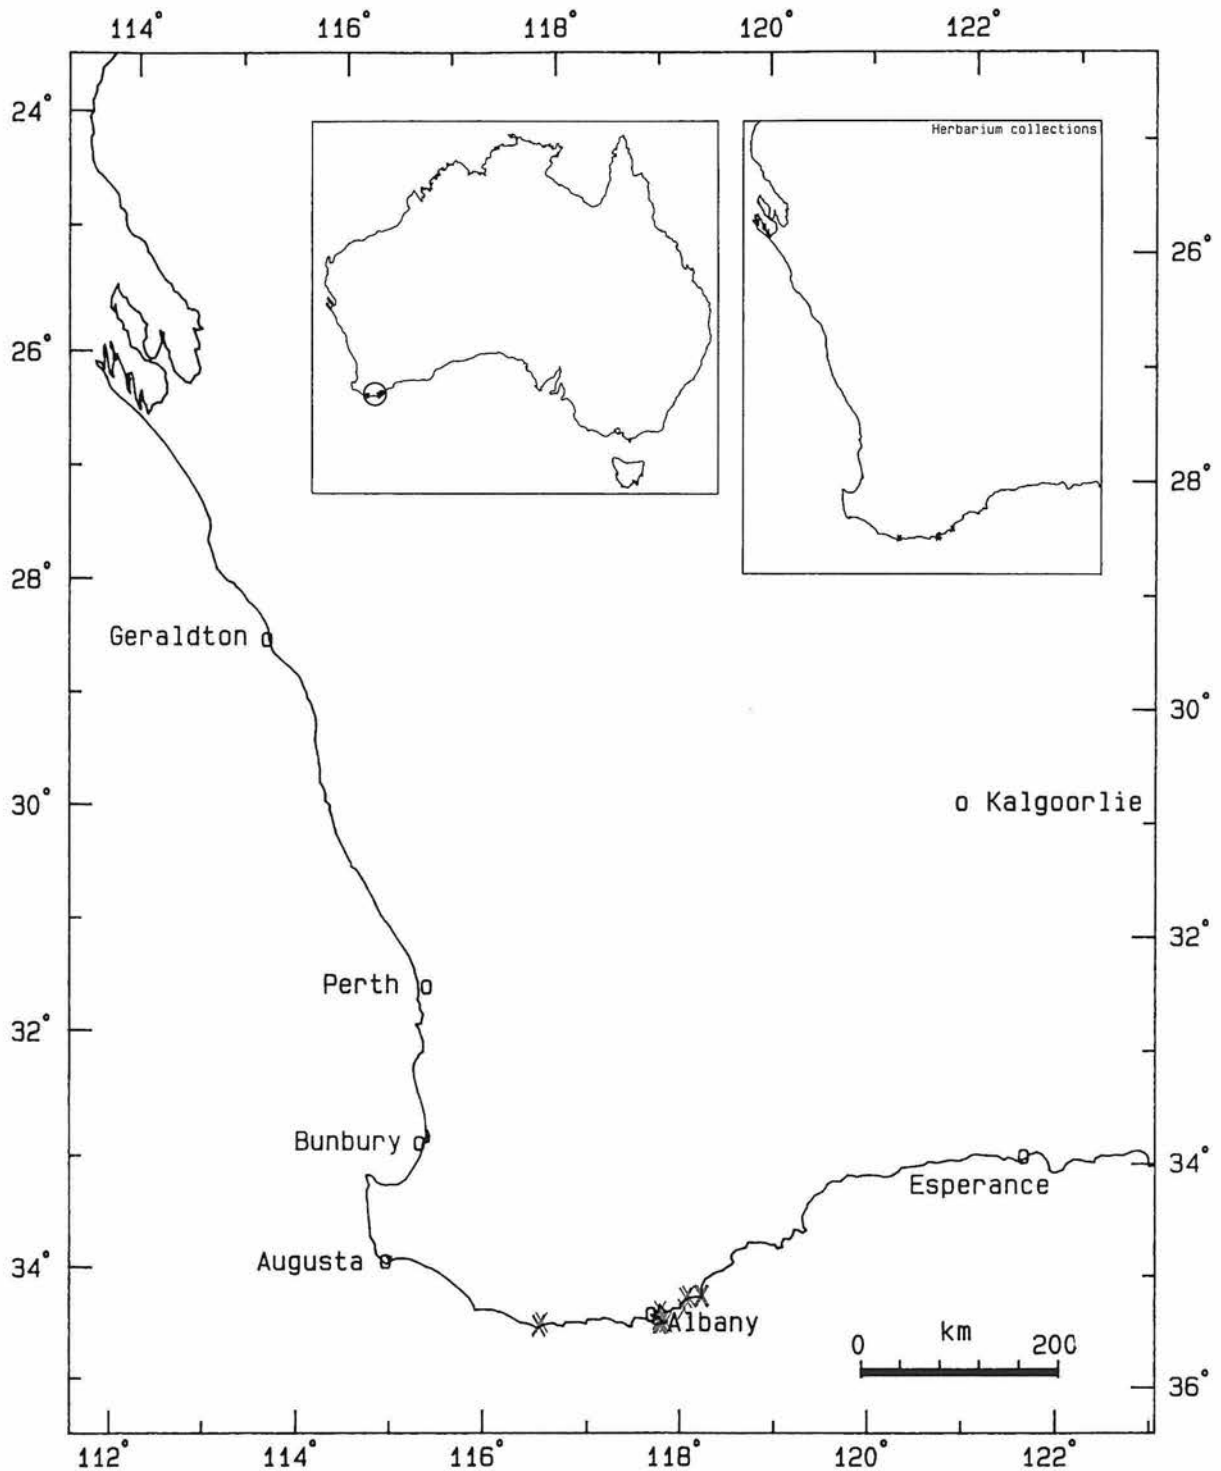 114° 116° 118° 120° 122°
24°
Herbarium collections
26°
26°
28°
28°
Geraldton
30°
30°
Kalgoorlie
32°
Perth
32°
Bunbury
34°
Esperance
Augusta
34°
Albany
0 km 200
36°
112° 114° 116° 118° 120° 122°